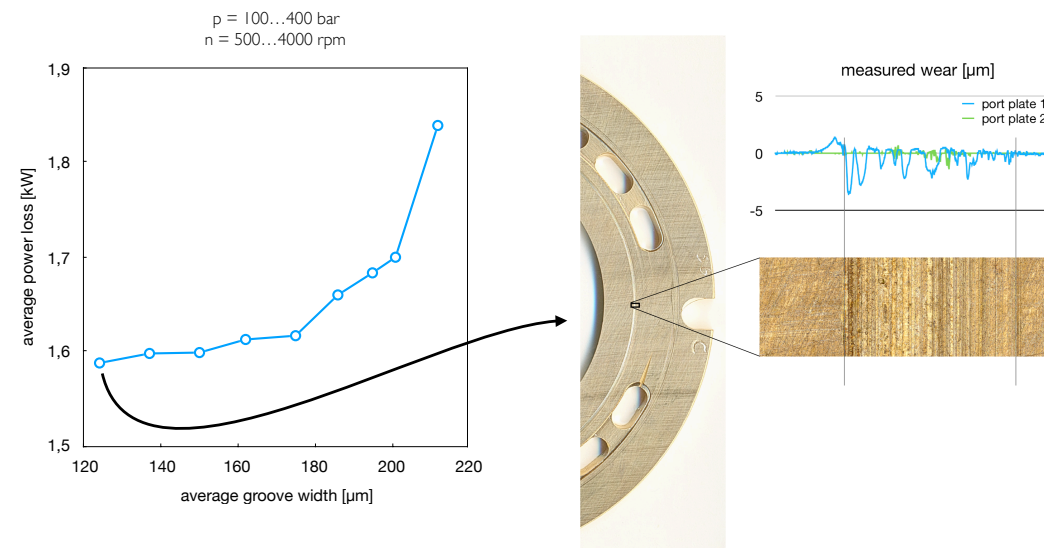 p = 100…400 bar
n = 500…4000 rpm
1,9
1,8
1,7
1,6
1,5
120
140
160
180
200
220
average power loss [kW]
average groove width [µm]
measured wear [µm]
5
0
-5
port plate 1
port plate 2